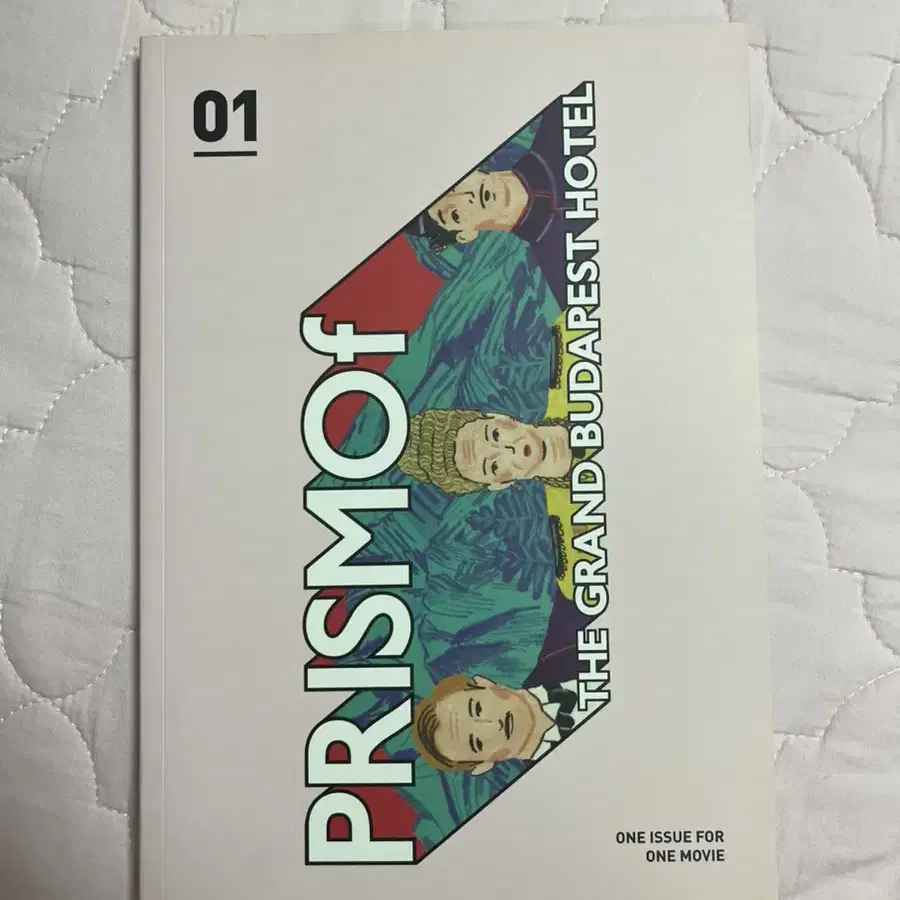 01
PRISMOf
THE GRAND BUDAPEST HOTEL
ONE ISSUE FOR
ONE MOVIE